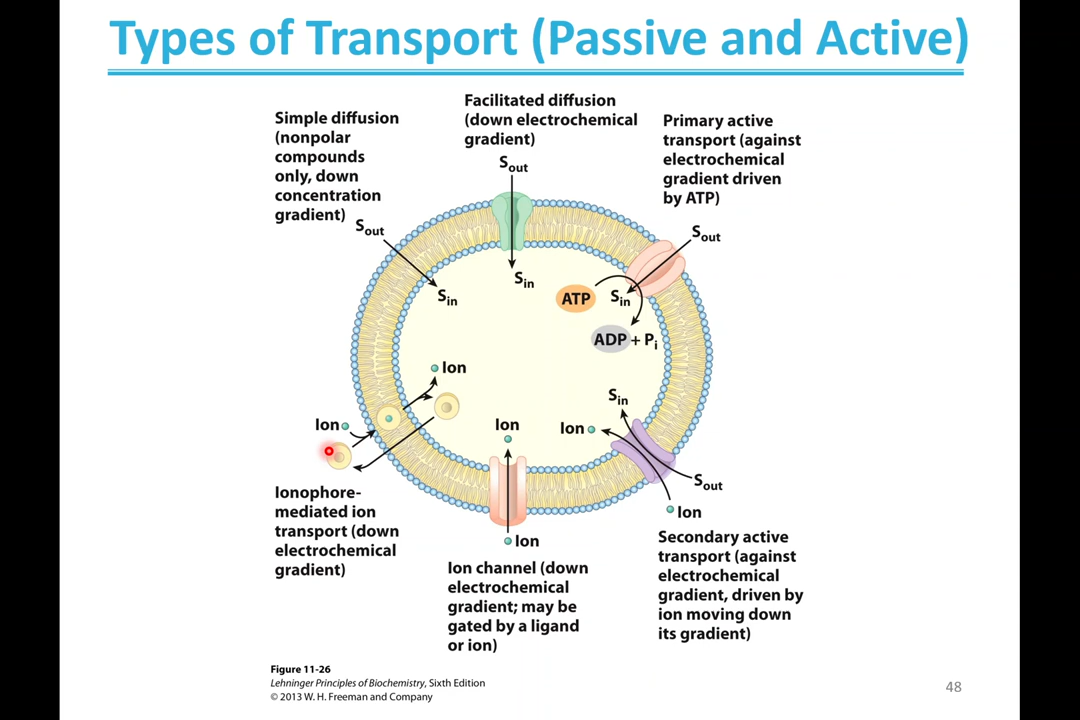 Types of Transport (Passive and Active)
Simple diffusion
(nonpolar
compounds
only, down
concentration
gradient)
Sout
Sin
Facilitated diffusion
(down electrochemical
gradient)
Sout
Sin
Primary active
transport (against
electrochemical
gradient driven
by ATP)
Sout
Sin
ATP
ADP + Pi
Ion
Ion
Ionophore-
mediated ion
transport (down
electrochemical
gradient)
Ion
Ion
Ion channel (down
electrochemical
gradient; may be
gated by a ligand
or ion)
Sin
Ion
Sout
Ion
Secondary active
transport (against
electrochemical
gradient, driven by
ion moving down
its gradient)
Figure 11-26
Lehninger Principles of Biochemistry, Sixth Edition
© 2013 W. H. Freeman and Company
48